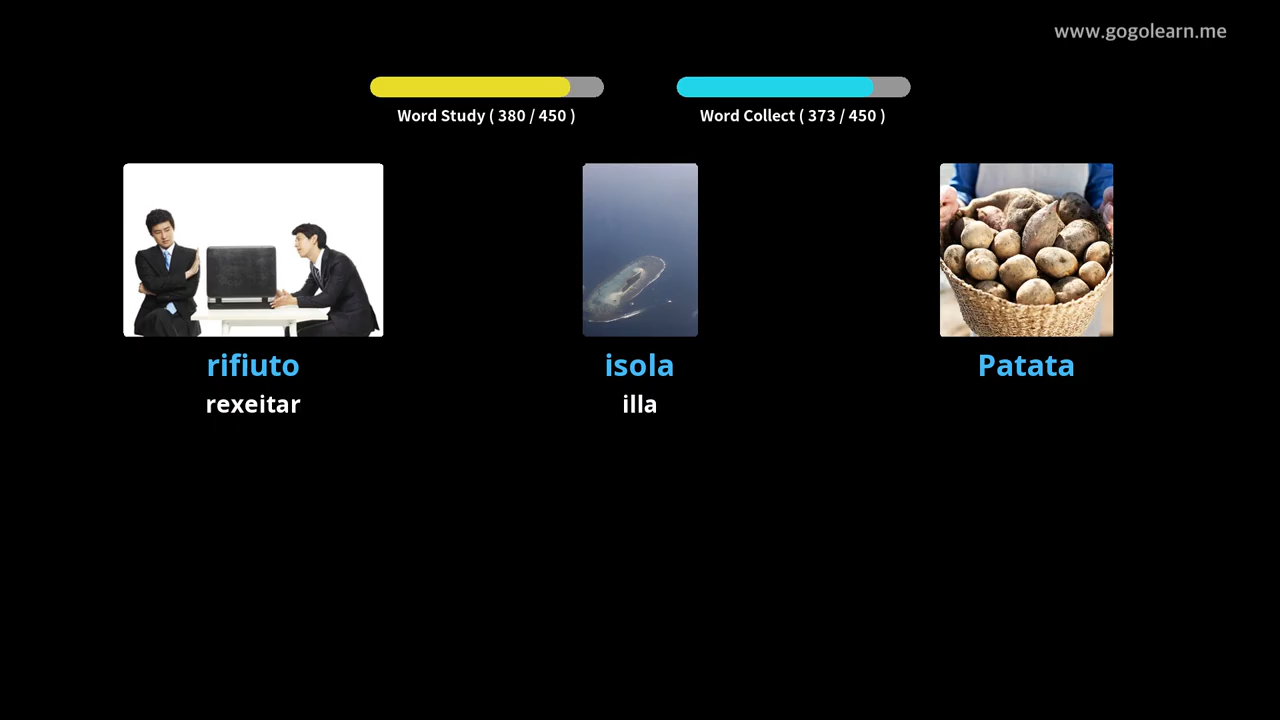 www.gogolearn.me
Word Study ( 380 / 450 )
Word Collect ( 373 / 450 )
rifiuto
rexeitar
isola
illa
Patata